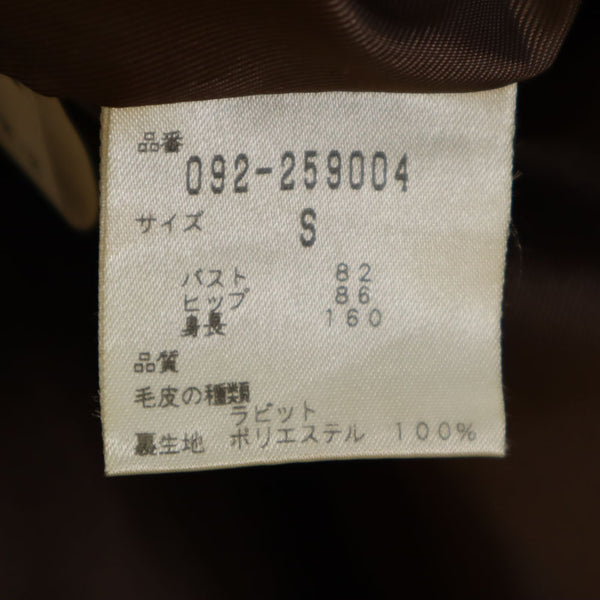 品番
092-259004
サイズ S
バスト 82
ヒップ 86
身長 160
品質
毛皮の種類
ラビット
裏生地 ポリエステル 100%